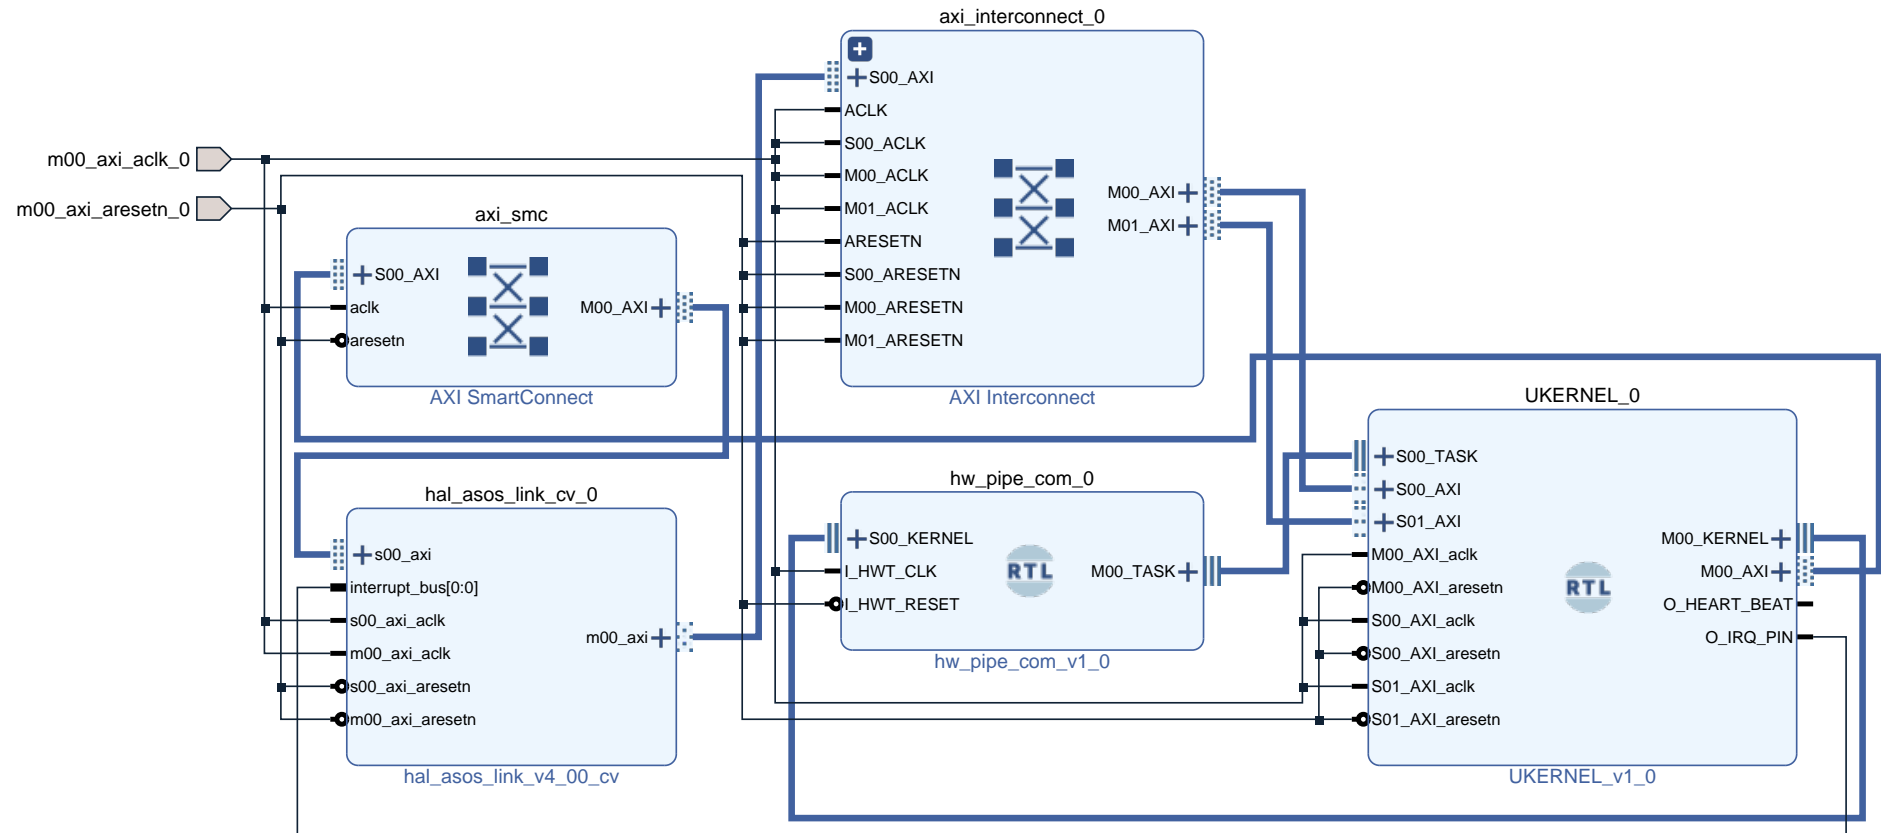 m00_axi_aclk_0
m00_axi_aresetn_0
axi_smc
S00_AXI
aclk
aresetn
M00_AXI
AXI SmartConnect
hal_asos_link_cv_0
s00_axi
interrupt_bus[0:0]
s00_axi_aclk
m00_axi_aclk
s00_axi_aresetn
m00_axi_aresetn
m00_axi
hal_asos_link_v4_00_cv
axi_interconnect_0
S00_AXI
ACLK
S00_ACLK
M00_ACLK
M01_ACLK
ARESETN
S00_ARESETN
M00_ARESETN
M01_ARESETN
M00_AXI
M01_AXI
AXI Interconnect
hw_pipe_com_0
S00_KERNEL
I_HWT_CLK
I_HWT_RESET
RTL
M00_TASK
hw_pipe_com_v1_0
UKERNEL_0
S00_TASK
S00_AXI
S01_AXI
M00_AXI_aclk
M00_AXI_aresetn
S00_AXI_aclk
S00_AXI_aresetn
S01_AXI_aclk
S01_AXI_aresetn
RTL
M00_KERNEL
M00_AXI
O_HEART_BEAT
O_IRQ_PIN
UKERNEL_v1_0